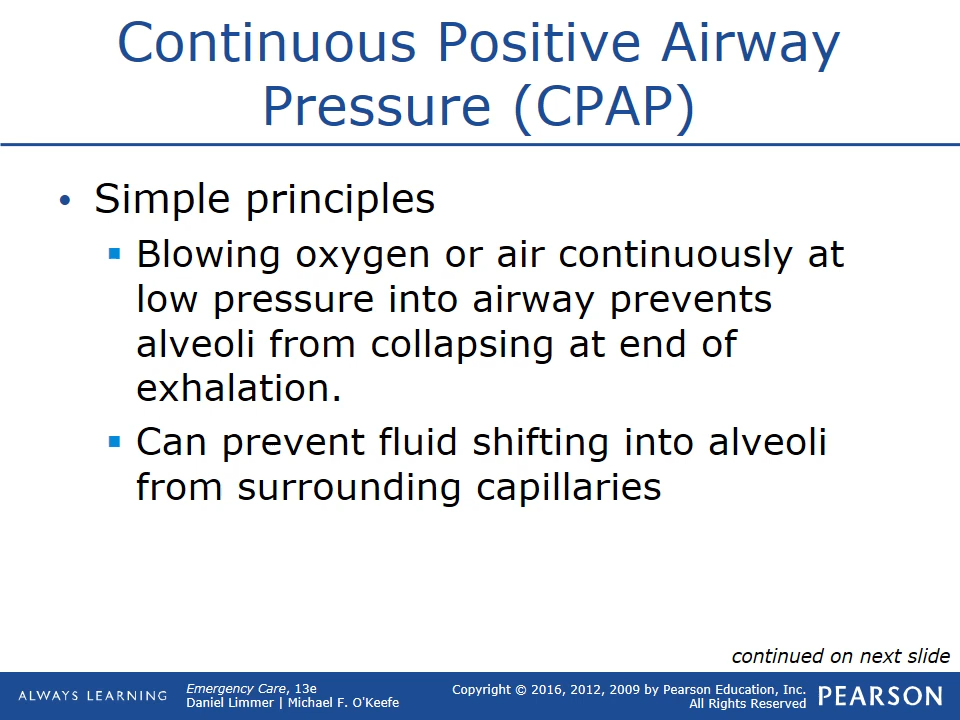 Continuous Positive Airway
Pressure (CPAP)
• Simple principles
▪ Blowing oxygen or air continuously at
low pressure into airway prevents
alveoli from collapsing at end of
exhalation.
▪ Can prevent fluid shifting into alveoli
from surrounding capillaries
continued on next slide
ALWAYS LEARNING
Emergency Care, 13e
Daniel Limmer | Michael F. O'Keefe
Copyright © 2016, 2012, 2009 by Pearson Education, Inc.
All Rights Reserved
PEARSON